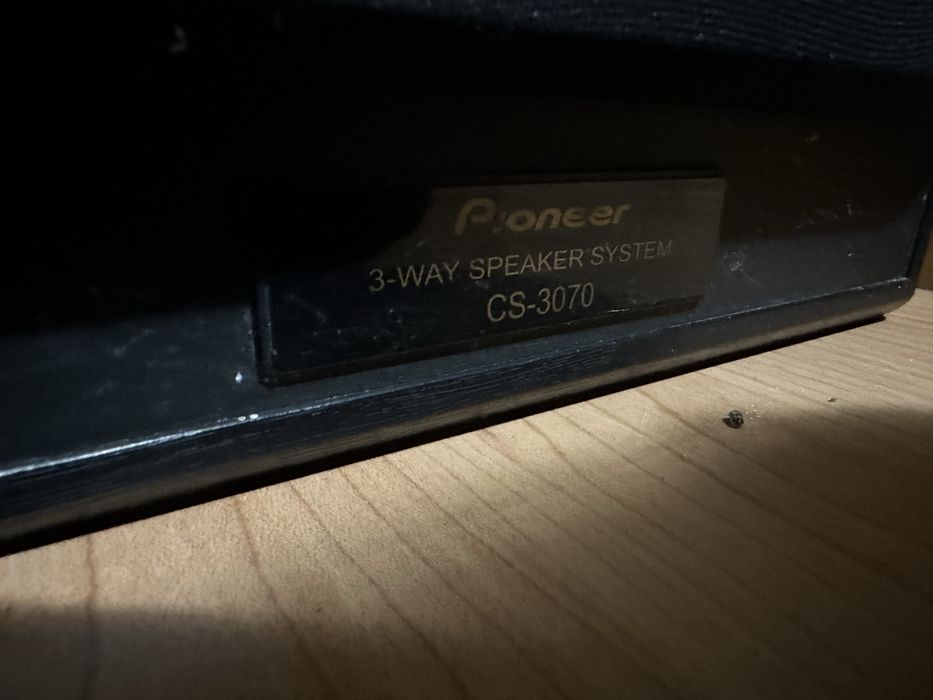 Pioneer
3-WAY SPEAKER SYSTEM
CS-3070